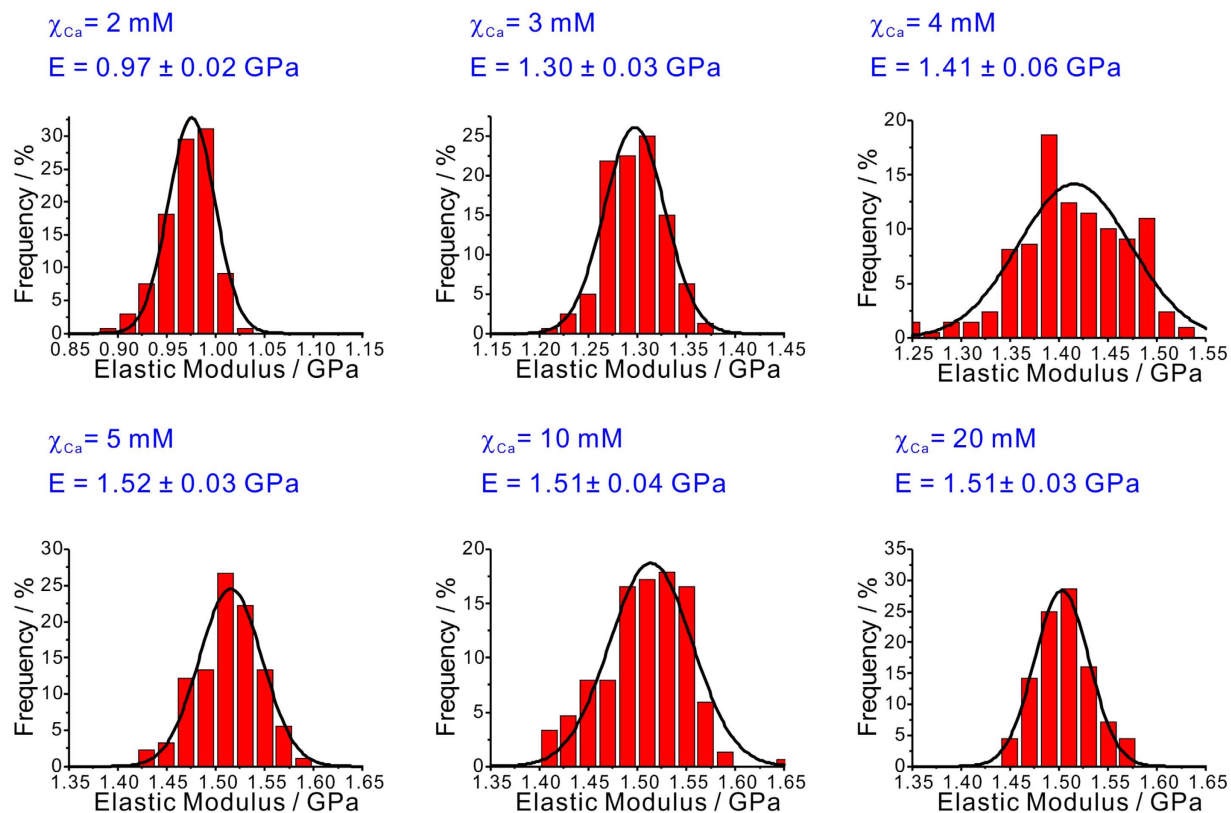 χCa= 2 mM
E = 0.97 ± 0.02 GPa
Frequency / %
30
25
20
15
10
5
0
0.85 0.90 0.95 1.00 1.05 1.10 1.15
Elastic Modulus / GPa
χCa= 3 mM
E = 1.30 ± 0.03 GPa
Frequency / %
25
20
15
10
5
0
1.15 1.20 1.25 1.30 1.35 1.40 1.45
Elastic Modulus / GPa
χCa= 4 mM
E = 1.41 ± 0.06 GPa
Frequency / %
20
15
10
5
0
1.25 1.30 1.35 1.40 1.45 1.50 1.55
Elastic Modulus / GPa
χCa= 5 mM
E = 1.52 ± 0.03 GPa
Frequency / %
30
25
20
15
10
5
0
1.35 1.40 1.45 1.50 1.55 1.60 1.65
Elastic Modulus / GPa
χCa= 10 mM
E = 1.51± 0.04 GPa
Frequency / %
20
15
10
5
0
1.35 1.40 1.45 1.50 1.55 1.60 1.65
Elastic Modulus / GPa
χCa= 20 mM
E = 1.51± 0.03 GPa
Frequency / %
35
30
25
20
15
10
5
0
1.35 1.40 1.45 1.50 1.55 1.60 1.65
Elastic Modulus / GPa